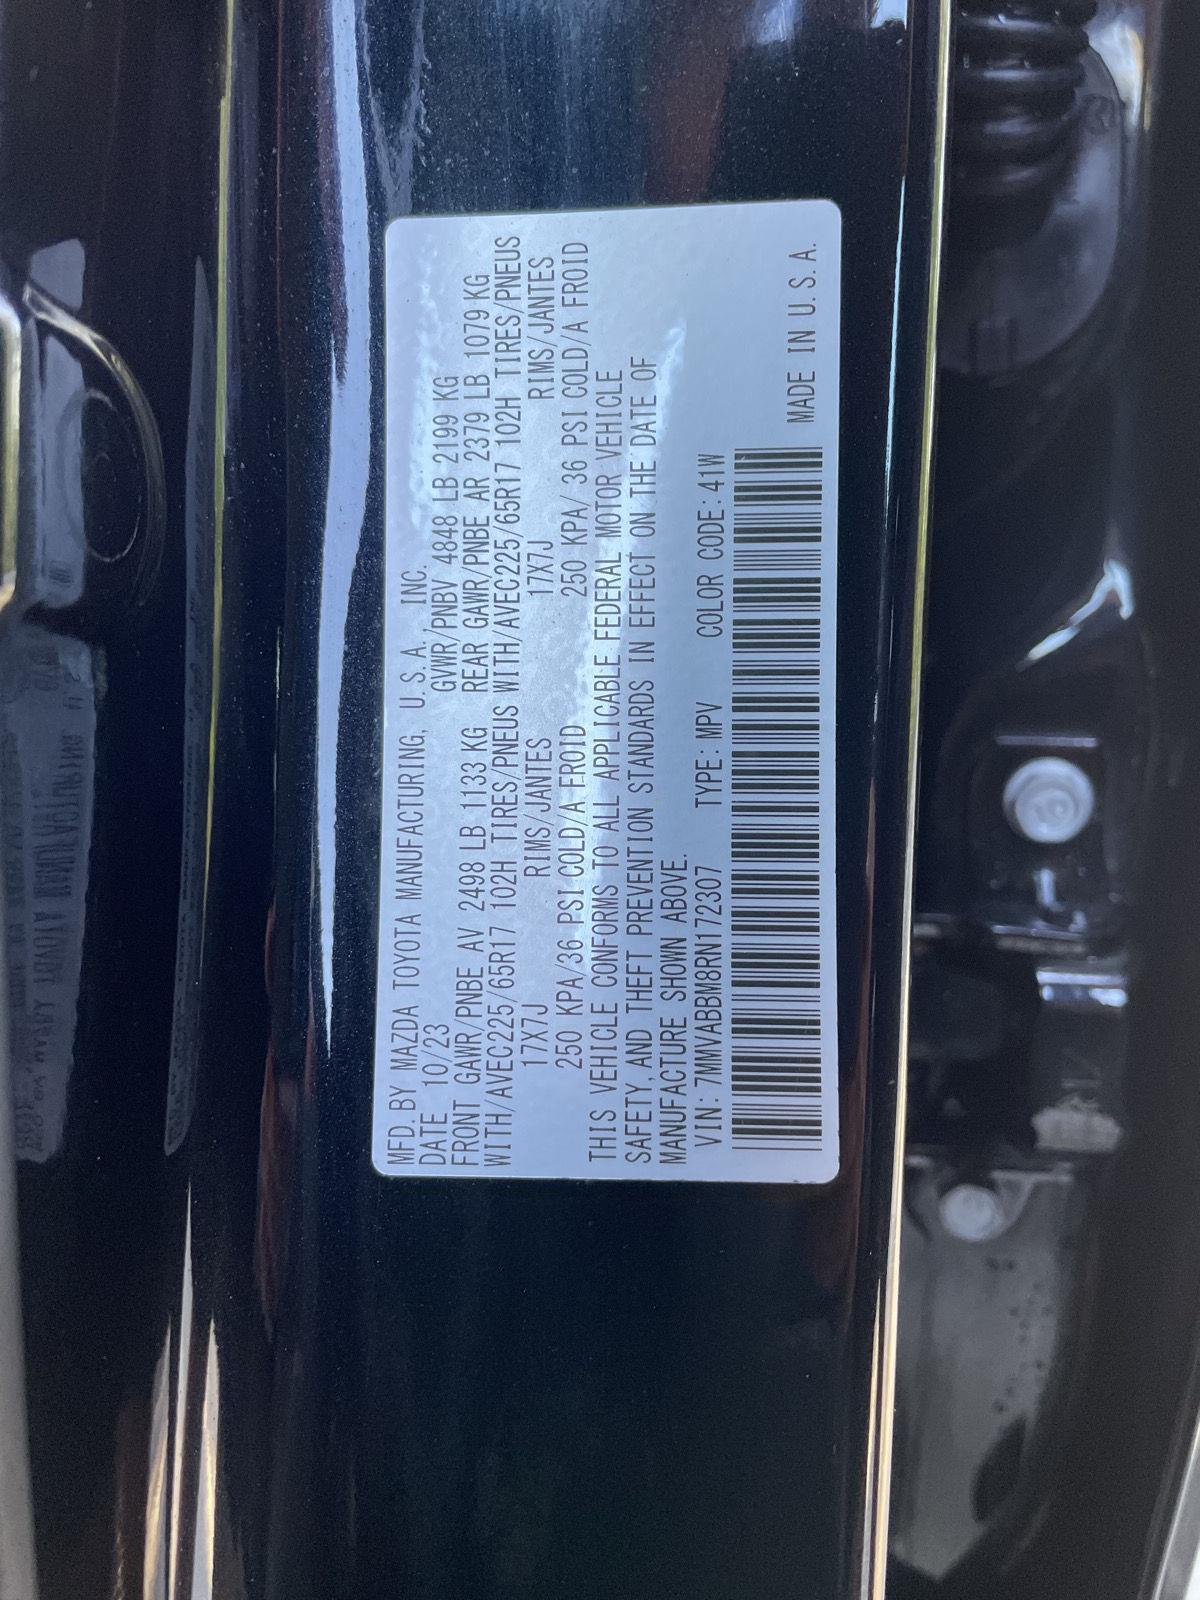 MFD. BY MAZDA TOYOTA MANUFACTURING, U. S. A. INC.
DATE 10/23 GVWR/PNBV 4848 LB 2199 KG
FRONT GAWR/PNBE AV 2498 LB 1133 KG REAR GAWR/PNBE AR 2379 LB 1079 KG
WITH/AVEC225/65R17 102H TIRES/PNEUS WITH/AVEC225/65R17 102H TIRES/PNEUS
17X7J RIMS/JANTES 17X7J RIMS/JANTES
250 KPA/36 PSI COLD/A FROID 250 KPA/ 36 PSI COLD/A FROID
THIS VEHICLE CONFORMS TO ALL APPLICABLE FEDERAL MOTOR VEHICLE
SAFETY, AND THEFT PREVENTION STANDARDS IN EFFECT ON THE DATE OF
MANUFACTURE SHOWN ABOVE.
VIN: 7MMVABBM8RN172307 TYPE: MPV COLOR CODE: 41W
MADE IN U. S. A.